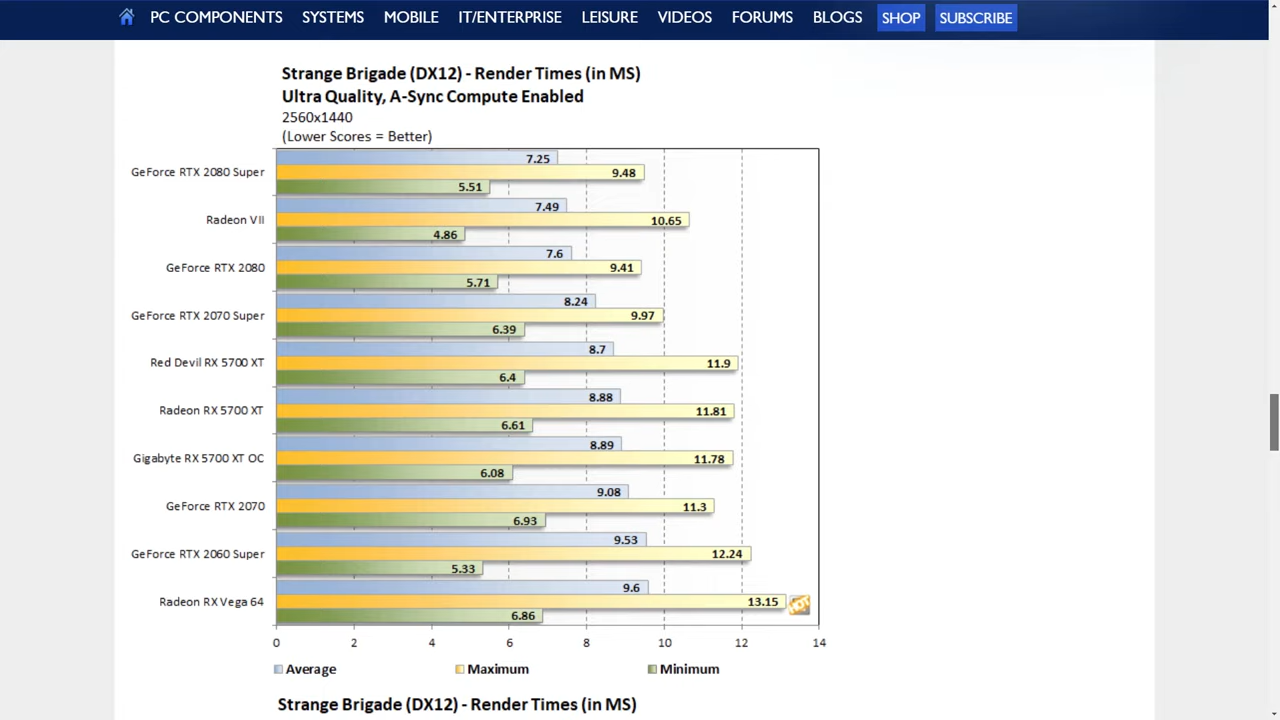 PC COMPONENTS SYSTEMS MOBILE IT/ENTERPRISE LEISURE VIDEOS FORUMS BLOGS SHOP SUBSCRIBE
Strange Brigade (DX12) - Render Times (in MS)
Ultra Quality, A-Sync Compute Enabled
2560x1440
(Lower Scores = Better)
7.25
GeForce RTX 2080 Super 9.48
5.51
7.49
Radeon VII 10.65
4.86
7.6
GeForce RTX 2080 9.41
5.71
8.24
GeForce RTX 2070 Super 9.97
6.39
8.7
Red Devil RX 5700 XT 11.9
6.4
8.88
Radeon RX 5700 XT 11.81
6.61
8.89
Gigabyte RX 5700 XT OC 11.78
6.08
9.08
GeForce RTX 2070 11.3
6.93
9.53
GeForce RTX 2060 Super 12.24
5.33
9.6
Radeon RX Vega 64 13.15 HOT
6.86
0 2 4 6 8 10 12 14
Average Maximum Minimum
Strange Brigade (DX12) - Render Times (in MS)